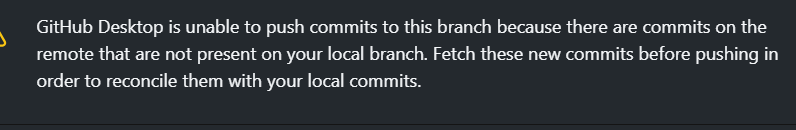 GitHub Desktop is unable to push commits to this branch because there are commits on the
remote that are not present on your local branch. Fetch these new commits before pushing in
order to reconcile them with your local commits.